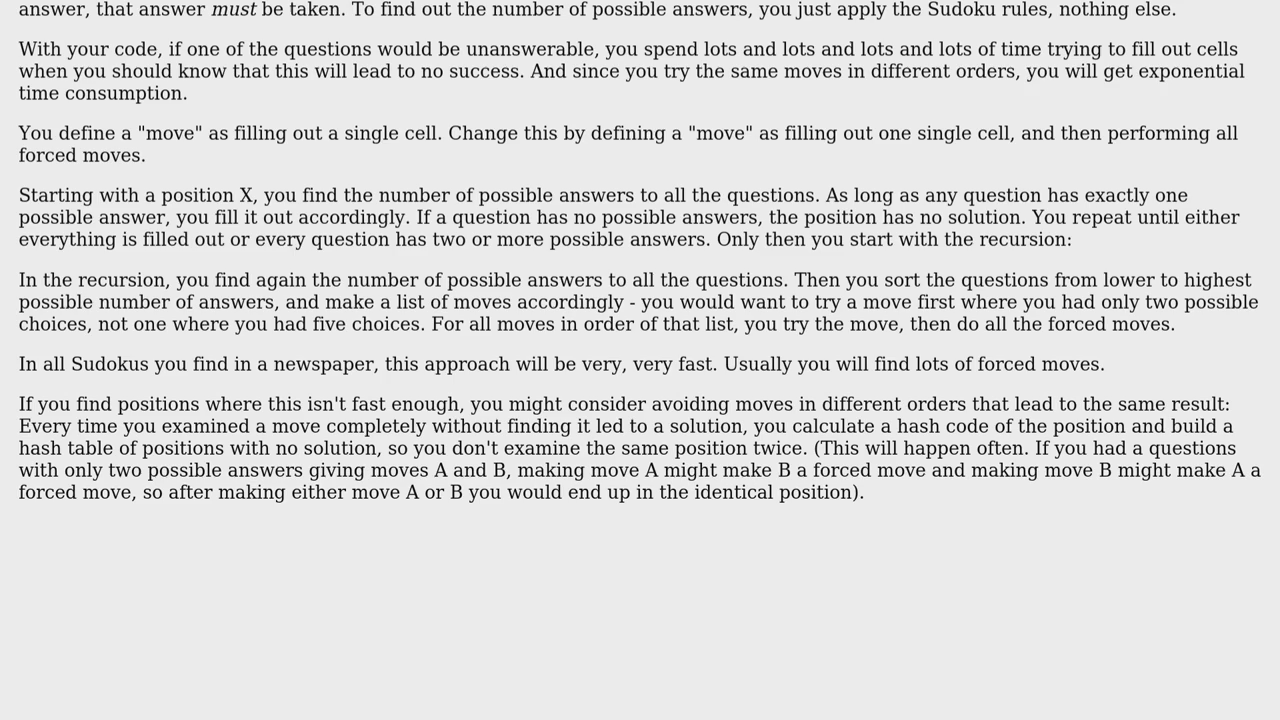 answer, that answer must be taken. To find out the number of possible answers, you just apply the Sudoku rules, nothing else.
With your code, if one of the questions would be unanswerable, you spend lots and lots and lots and lots of time trying to fill out cells
when you should know that this will lead to no success. And since you try the same moves in different orders, you will get exponential
time consumption.
You define a "move" as filling out a single cell. Change this by defining a "move" as filling out one single cell, and then performing all
forced moves.
Starting with a position X, you find the number of possible answers to all the questions. As long as any question has exactly one
possible answer, you fill it out accordingly. If a question has no possible answers, the position has no solution. You repeat until either
everything is filled out or every question has two or more possible answers. Only then you start with the recursion:
In the recursion, you find again the number of possible answers to all the questions. Then you sort the questions from lower to highest
possible number of answers, and make a list of moves accordingly - you would want to try a move first where you had only two possible
choices, not one where you had five choices. For all moves in order of that list, you try the move, then do all the forced moves.
In all Sudokus you find in a newspaper, this approach will be very, very fast. Usually you will find lots of forced moves.
If you find positions where this isn't fast enough, you might consider avoiding moves in different orders that lead to the same result:
Every time you examined a move completely without finding it led to a solution, you calculate a hash code of the position and build a
hash table of positions with no solution, so you don't examine the same position twice. (This will happen often. If you had a questions
with only two possible answers giving moves A and B, making move A might make B a forced move and making move B might make A a
forced move, so after making either move A or B you would end up in the identical position).